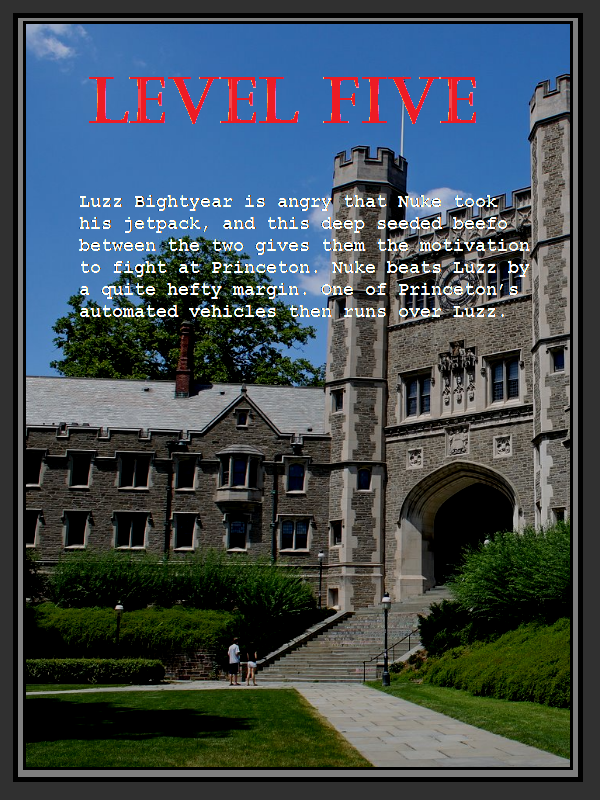 LEVEL FIVE
Luzz Bightyear is angry that Nuke took
his jetpack, and this deep seeded beefo
between the two gives them the motivation
to fight at Princeton. Nuke beats Luzz by
a quite hefty margin. One of Princeton's
automated vehicles then runs over Luzz.